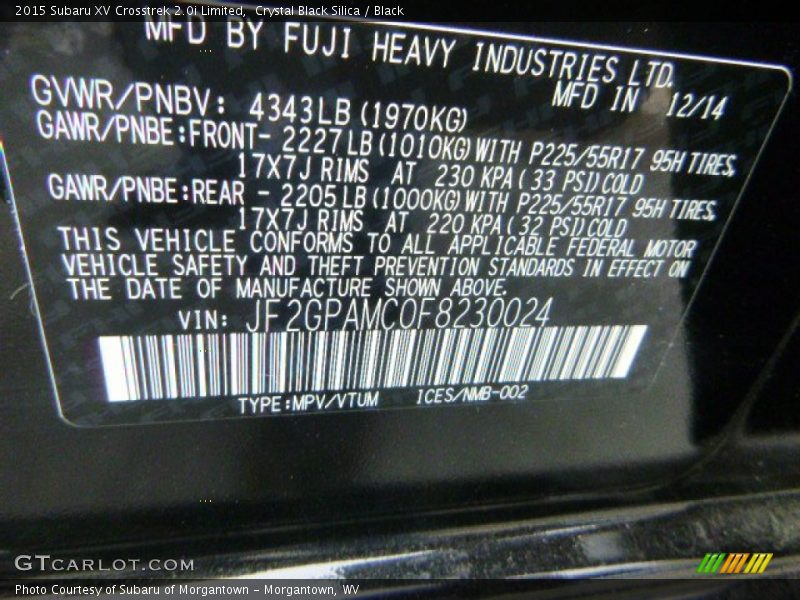 2015 Subaru XV Crosstrek 2.0i Limited, Crystal Black Silica / Black
MFD BY FUJI HEAVY INDUSTRIES LTD.
MFD IN 12/14
GVWR/PNBV: 4343LB (1970KG)
GAWR/PNBE:FRONT- 2227LB (1010KG) WITH P225/55R17 95H TIRES,
17X7J RIMS AT 230 KPA (33 PSI) COLD
GAWR/PNBE:REAR - 2205LB (1000KG) WITH P225/55R17 95H TIRES,
17X7J RIMS AT 220 KPA (32 PSI) COLD
THIS VEHICLE CONFORMS TO ALL APPLICABLE FEDERAL MOTOR
VEHICLE SAFETY AND THEFT PREVENTION STANDARDS IN EFFECT ON
THE DATE OF MANUFACTURE SHOWN ABOVE.
VIN: JF2GPAMC0F8230024
TYPE:MPV/VTUM ICES/NMB-002
GTCARLOT.COM
Photo Courtesy of Subaru of Morgantown - Morgantown, WV